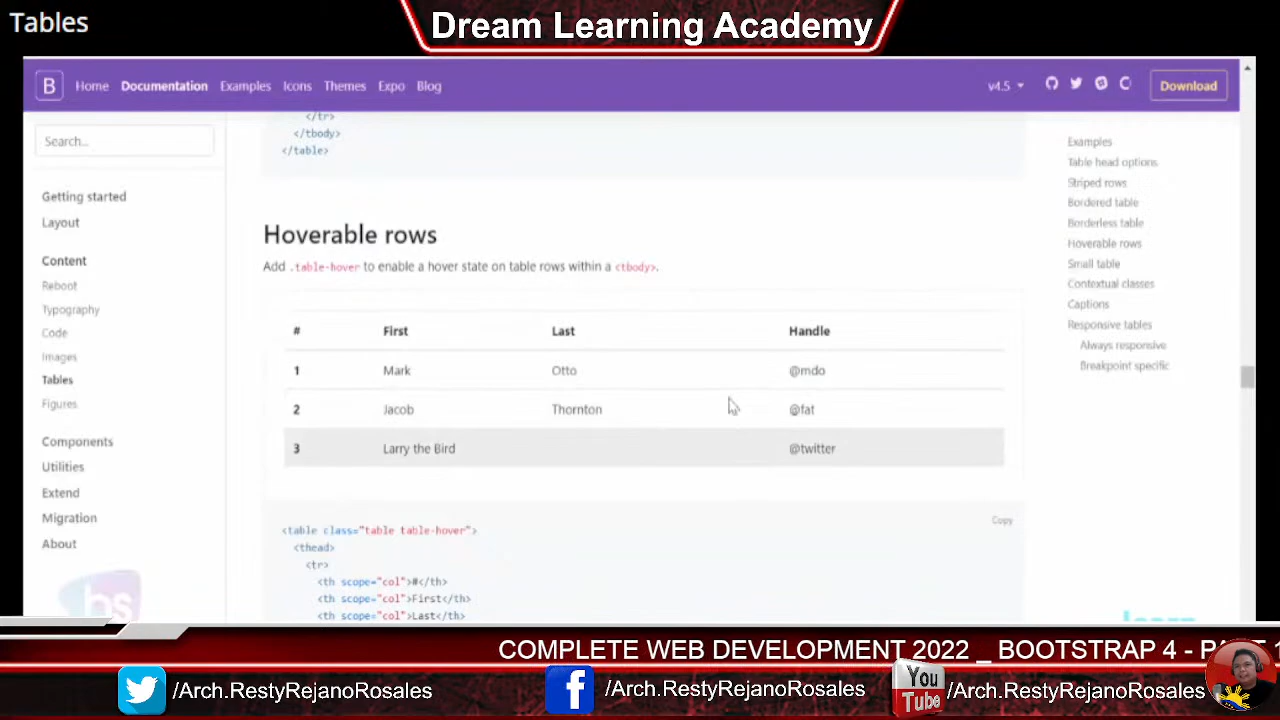 Tables
Dream Learning Academy
B Home Documentation Examples Icons Themes Expo Blog v4.5 Download
Search...
Getting started
Layout
Content
Reboot
Typography
Code
Images
Tables
Figures
Components
Utilities
Extend
Migration
About
</tr>
</tbody>
</table>
Hoverable rows
Add .table-hover to enable a hover state on table rows within a <tbody>.
# First Last Handle
1 Mark Otto @mdo
2 Jacob Thornton @fat
3 Larry the Bird @twitter
Copy
<table class="table table-hover">
<thead>
<tr>
<th scope="col">#</th>
<th scope="col">First</th>
<th scope="col">Last</th>
Examples
Table head options
Striped rows
Bordered table
Borderless table
Hoverable rows
Small table
Contextual classes
Captions
Responsive tables
Always responsive
Breakpoint specific
bs
COMPLETE WEB DEVELOPMENT 2022 _ BOOTSTRAP 4 -
/Arch.RestyRejanoRosales
f /Arch.RestyRejanoRosales
You Tube /Arch.RestyRejanoRosales